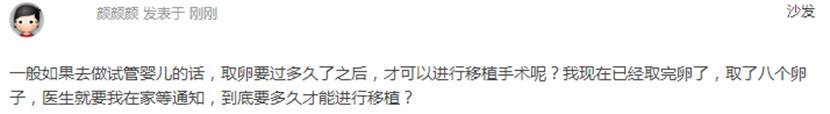 颜颜颜 发表于 刚刚 沙发
一般如果去做试管婴儿的话，取卵要过多久了之后，才可以进行移植手术呢？我现在已经取完卵了，取了八个卵
子，医生就要我在家等通知，到底要多久才能进行移植？